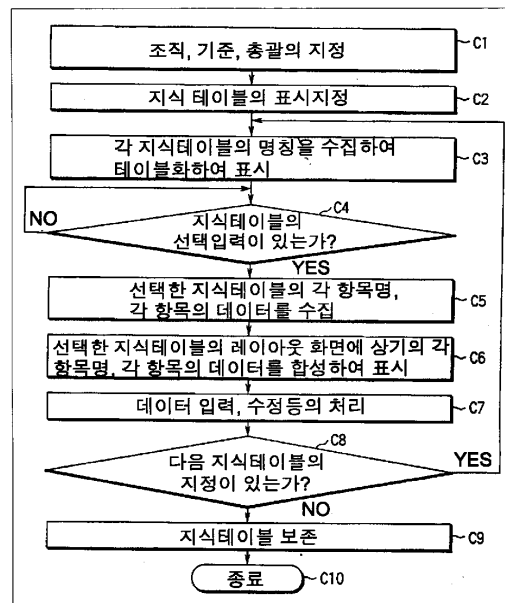 조직, 기준, 총괄의 지정
C1
지식 테이블의 표시지정
C2
각 지식테이블의 명칭을 수집하여
테이블화하여 표시
C3
C4
NO
지식테이블의
선택입력이 있는가?
YES
선택한 지식테이블의 각 항목명,
각 항목의 데이터를 수집
C5
선택한 지식테이블의 레이아웃 화면에 상기의 각
항목명, 각 항목의 데이터를 합성하여 표시
C6
데이터 입력, 수정등의 처리
C7
C8
다음 지식테이블의
지정이 있는가?
YES
NO
지식테이블 보존
C9
종료
C10